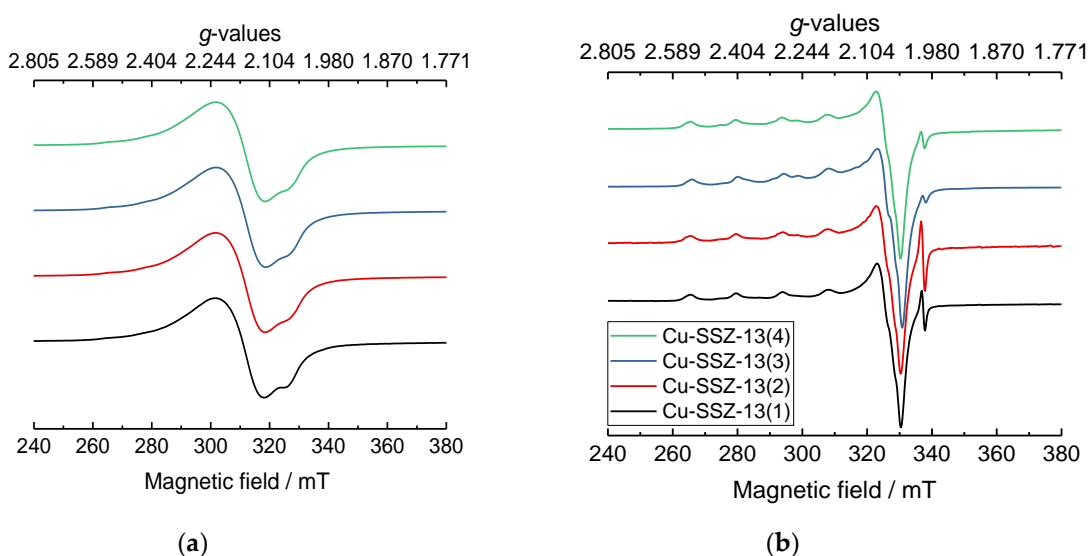 g-values
2.805 2.589 2.404 2.244 2.104 1.980 1.870 1.771
240 260 280 300 320 340 360 380
Magnetic field / mT
(a)
g-values
2.805 2.589 2.404 2.244 2.104 1.980 1.870 1.771
Cu-SSZ-13(4)
Cu-SSZ-13(3)
Cu-SSZ-13(2)
Cu-SSZ-13(1)
240 260 280 300 320 340 360 380
Magnetic field / mT
(b)